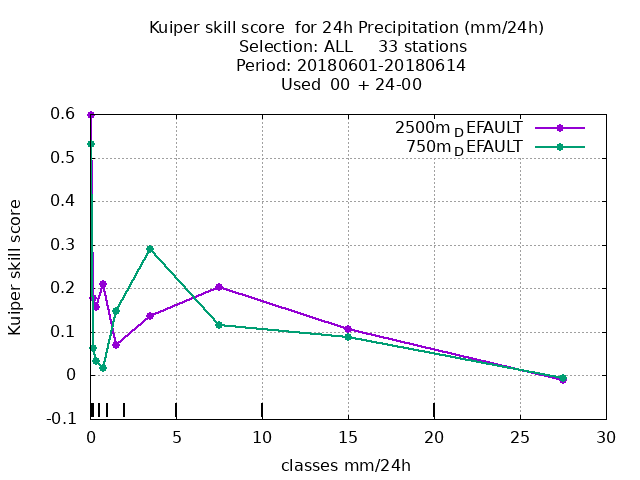 Kuiper skill score  for 24h Precipitation (mm/24h)
Selection: ALL     33 stations
Period: 20180601-20180614
Used  00 + 24-00
2500m_DEFAULT
750m_DEFAULT
Kuiper skill score
0.6
0.5
0.4
0.3
0.2
0.1
0
-0.1
0 5 10 15 20 25 30
classes mm/24h